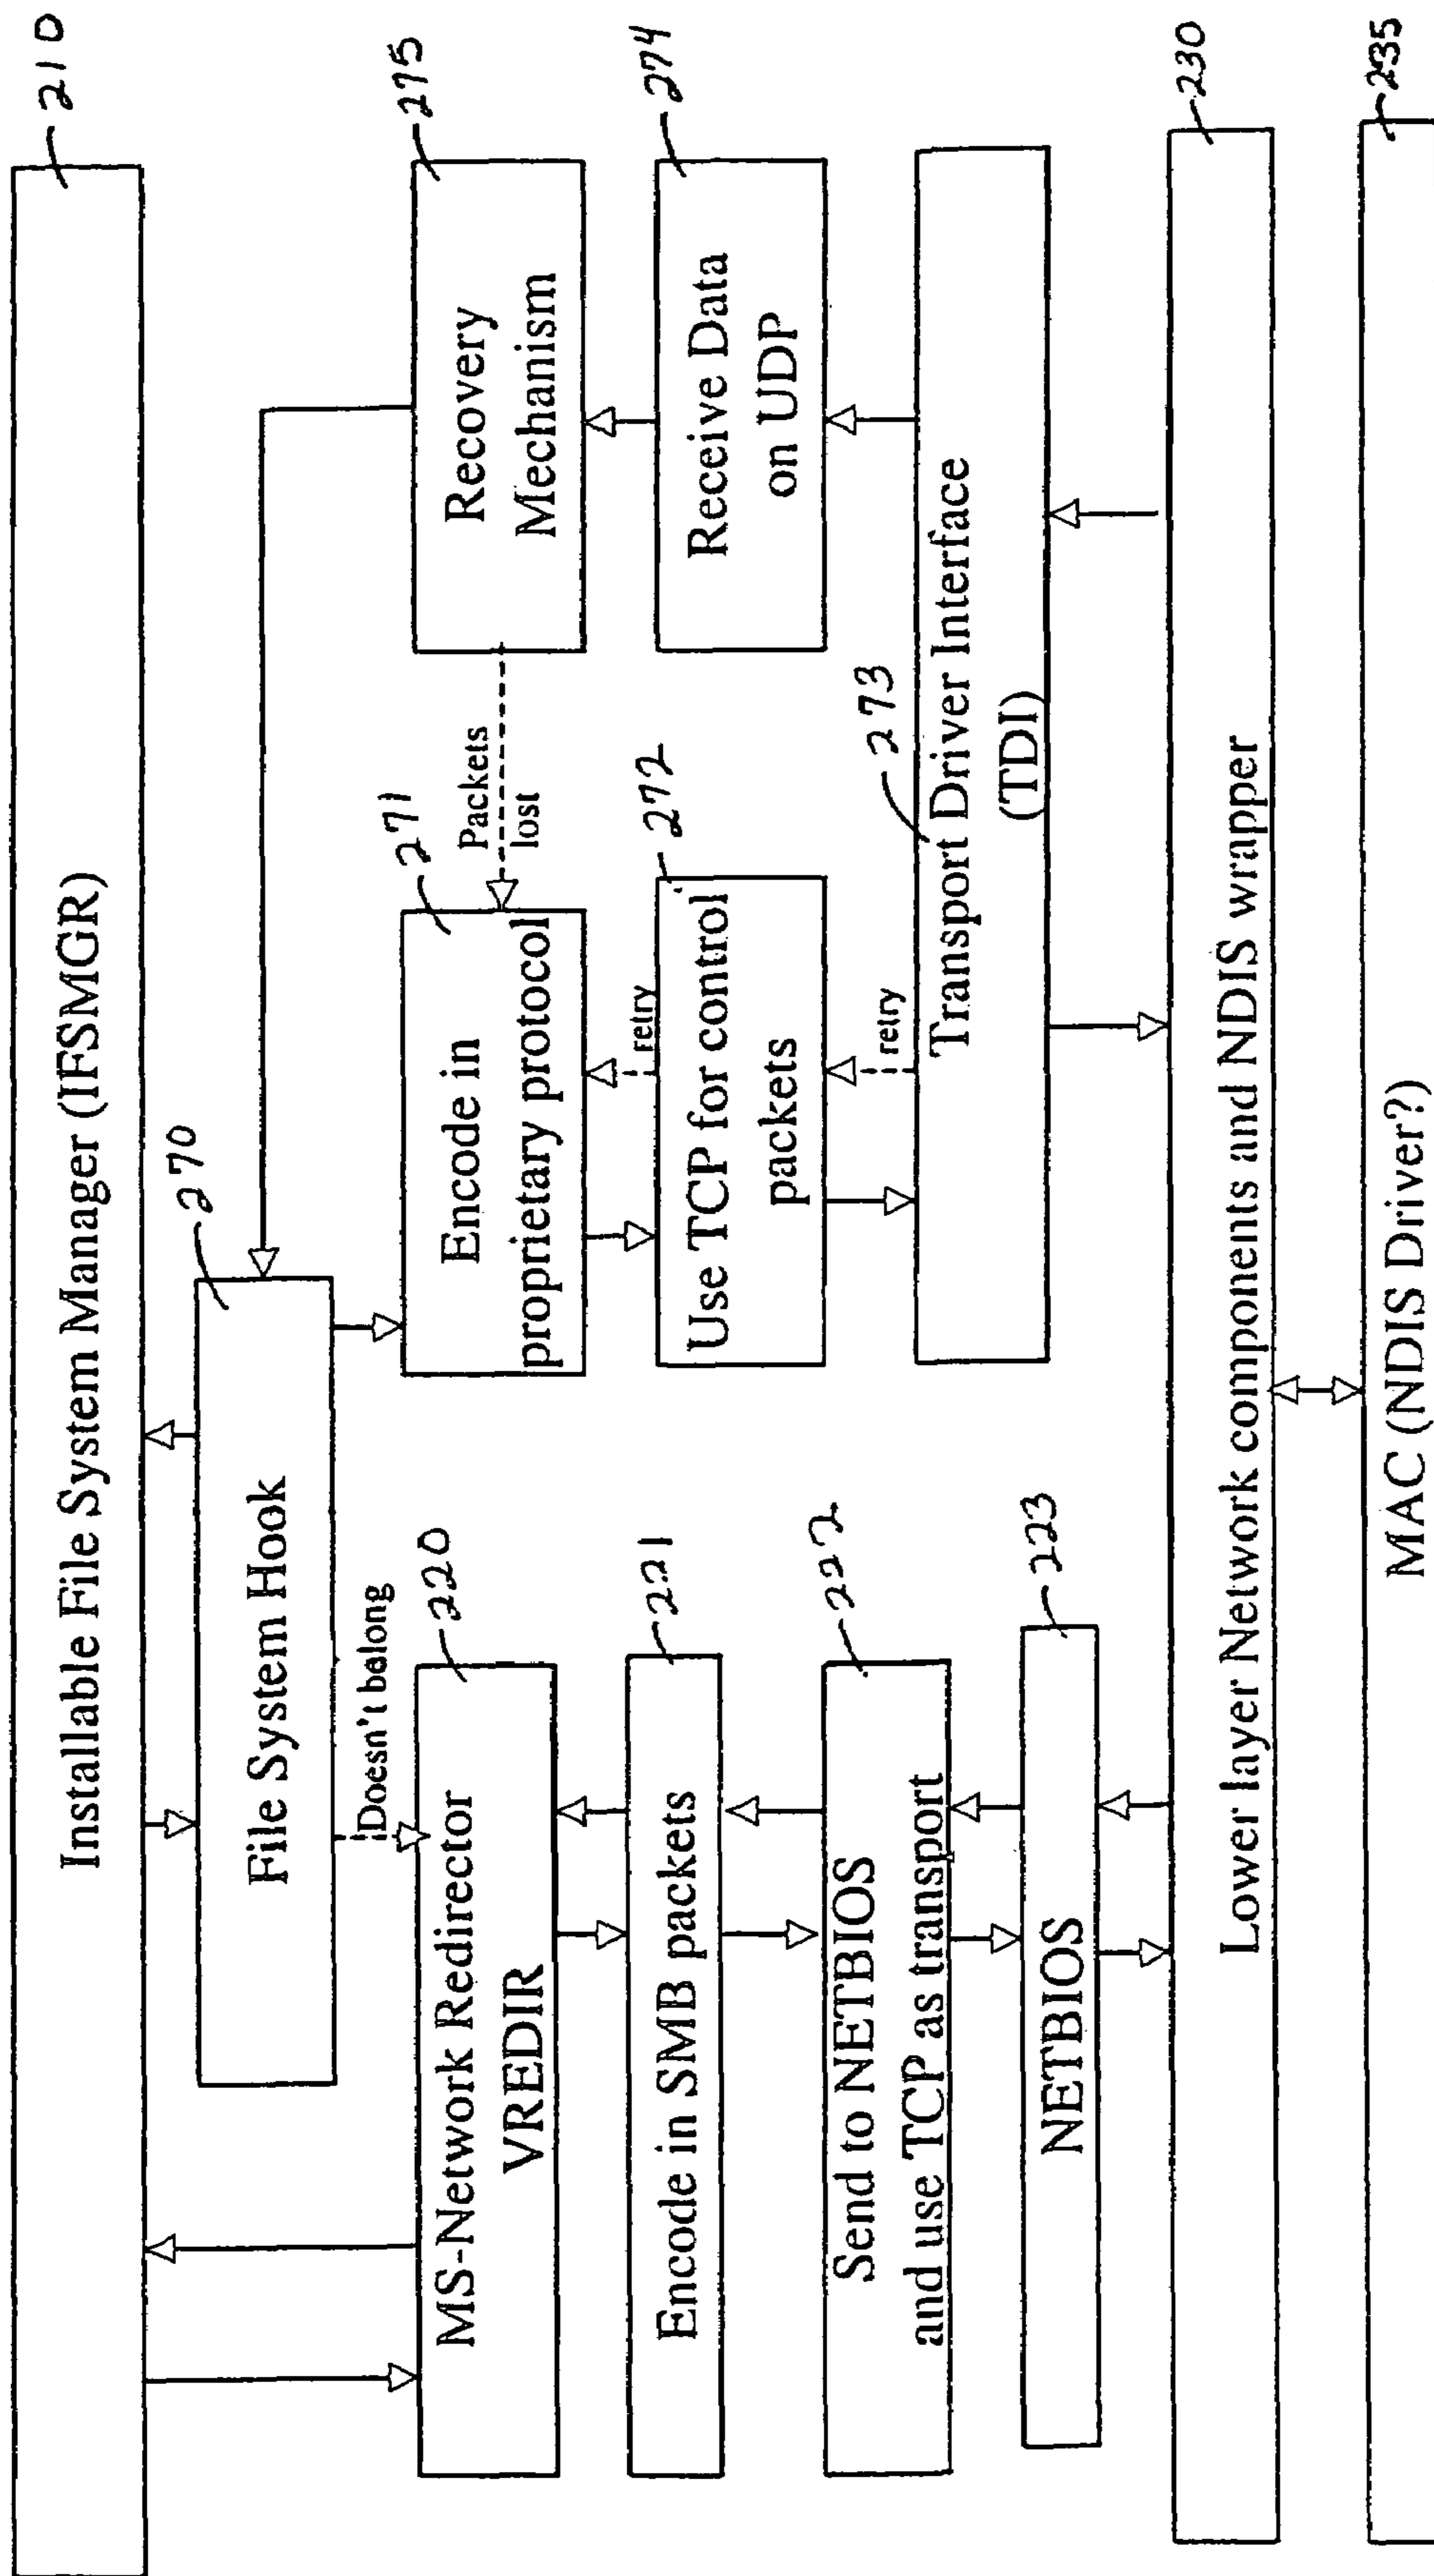 210
Installable File System Manager (IFSMGR)
270
File System Hook
Doesn't belong
220
MS-Network Redirector
VREDIR
221
Encode in SMB packets
222
Send to NETBIOS
and use TCP as transport
223
NETBIOS
271
Encode in
proprietary protocol
Packets
lost
275
Recovery
Mechanism
retry
272
Use TCP for control
packets
274
Receive Data
on UDP
retry
273
Transport Driver Interface
(TDI)
230
Lower layer Network components and NDIS wrapper
235
MAC (NDIS Driver?)